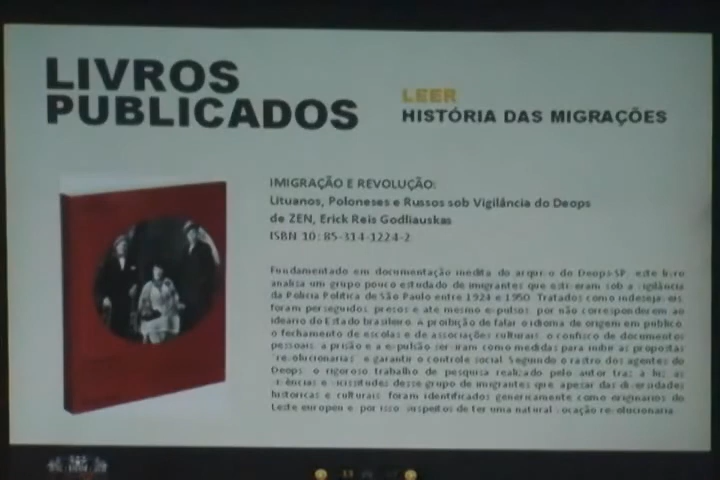 LIVROS
PUBLICADOS
LEER
HISTÓRIA DAS MIGRAÇÕES
IMIGRAÇÃO E REVOLUÇÃO:
Lituanos, Poloneses e Russos sob Vigilância do Deops
de ZEN, Erick Reis Godliauskas
ISBN 10: 85-314-1224-2
Fundamentado em documentação inédita do arquivo do Deops-SP, este livro
analisa um grupo pouco estudado de imigrantes que estiveram sob a vigilância
da Polícia Política de São Paulo entre 1924 e 1950. Tratados como indesejáveis,
foram perseguidos, presos e até mesmo expulsos por não corresponderem ao
ideário do Estado brasileiro. A proibição de falar o idioma de origem em público,
o fechamento de escolas e de associações culturais, o confisco de documentos
pessoais, a prisão e a expulsão serviram como medidas para inibir as propostas
"revolucionárias" e garantir o controle social. Seguindo o rastro dos agentes do
Deops, o rigoroso trabalho de pesquisa realizado pelo autor traz à luz as
vivências e vicissitudes desse grupo de imigrantes que, apesar das diversidades
históricas e culturais, foram identificados genericamente como originários do
Leste europeu e, por isso, suspeitos de ter uma natural vocação revolucionária.